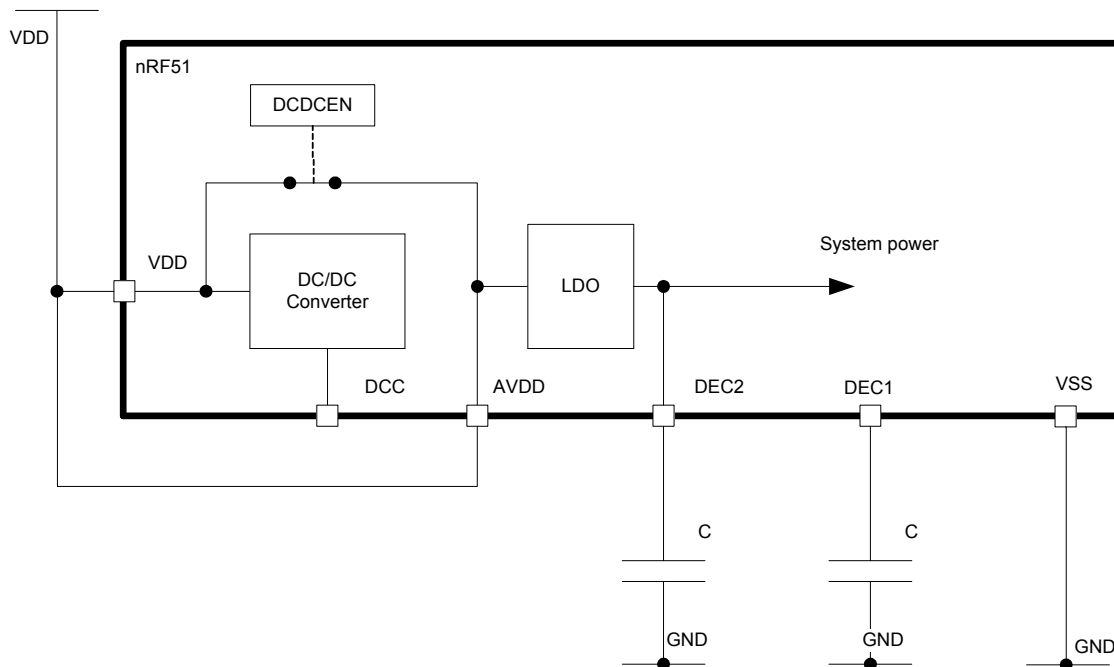 VDD
nRF51
DCDCEN
VDD
DC/DC
Converter
LDO
System power
DCC
AVDD
DEC2
DEC1
VSS
C
C
GND
GND
GND